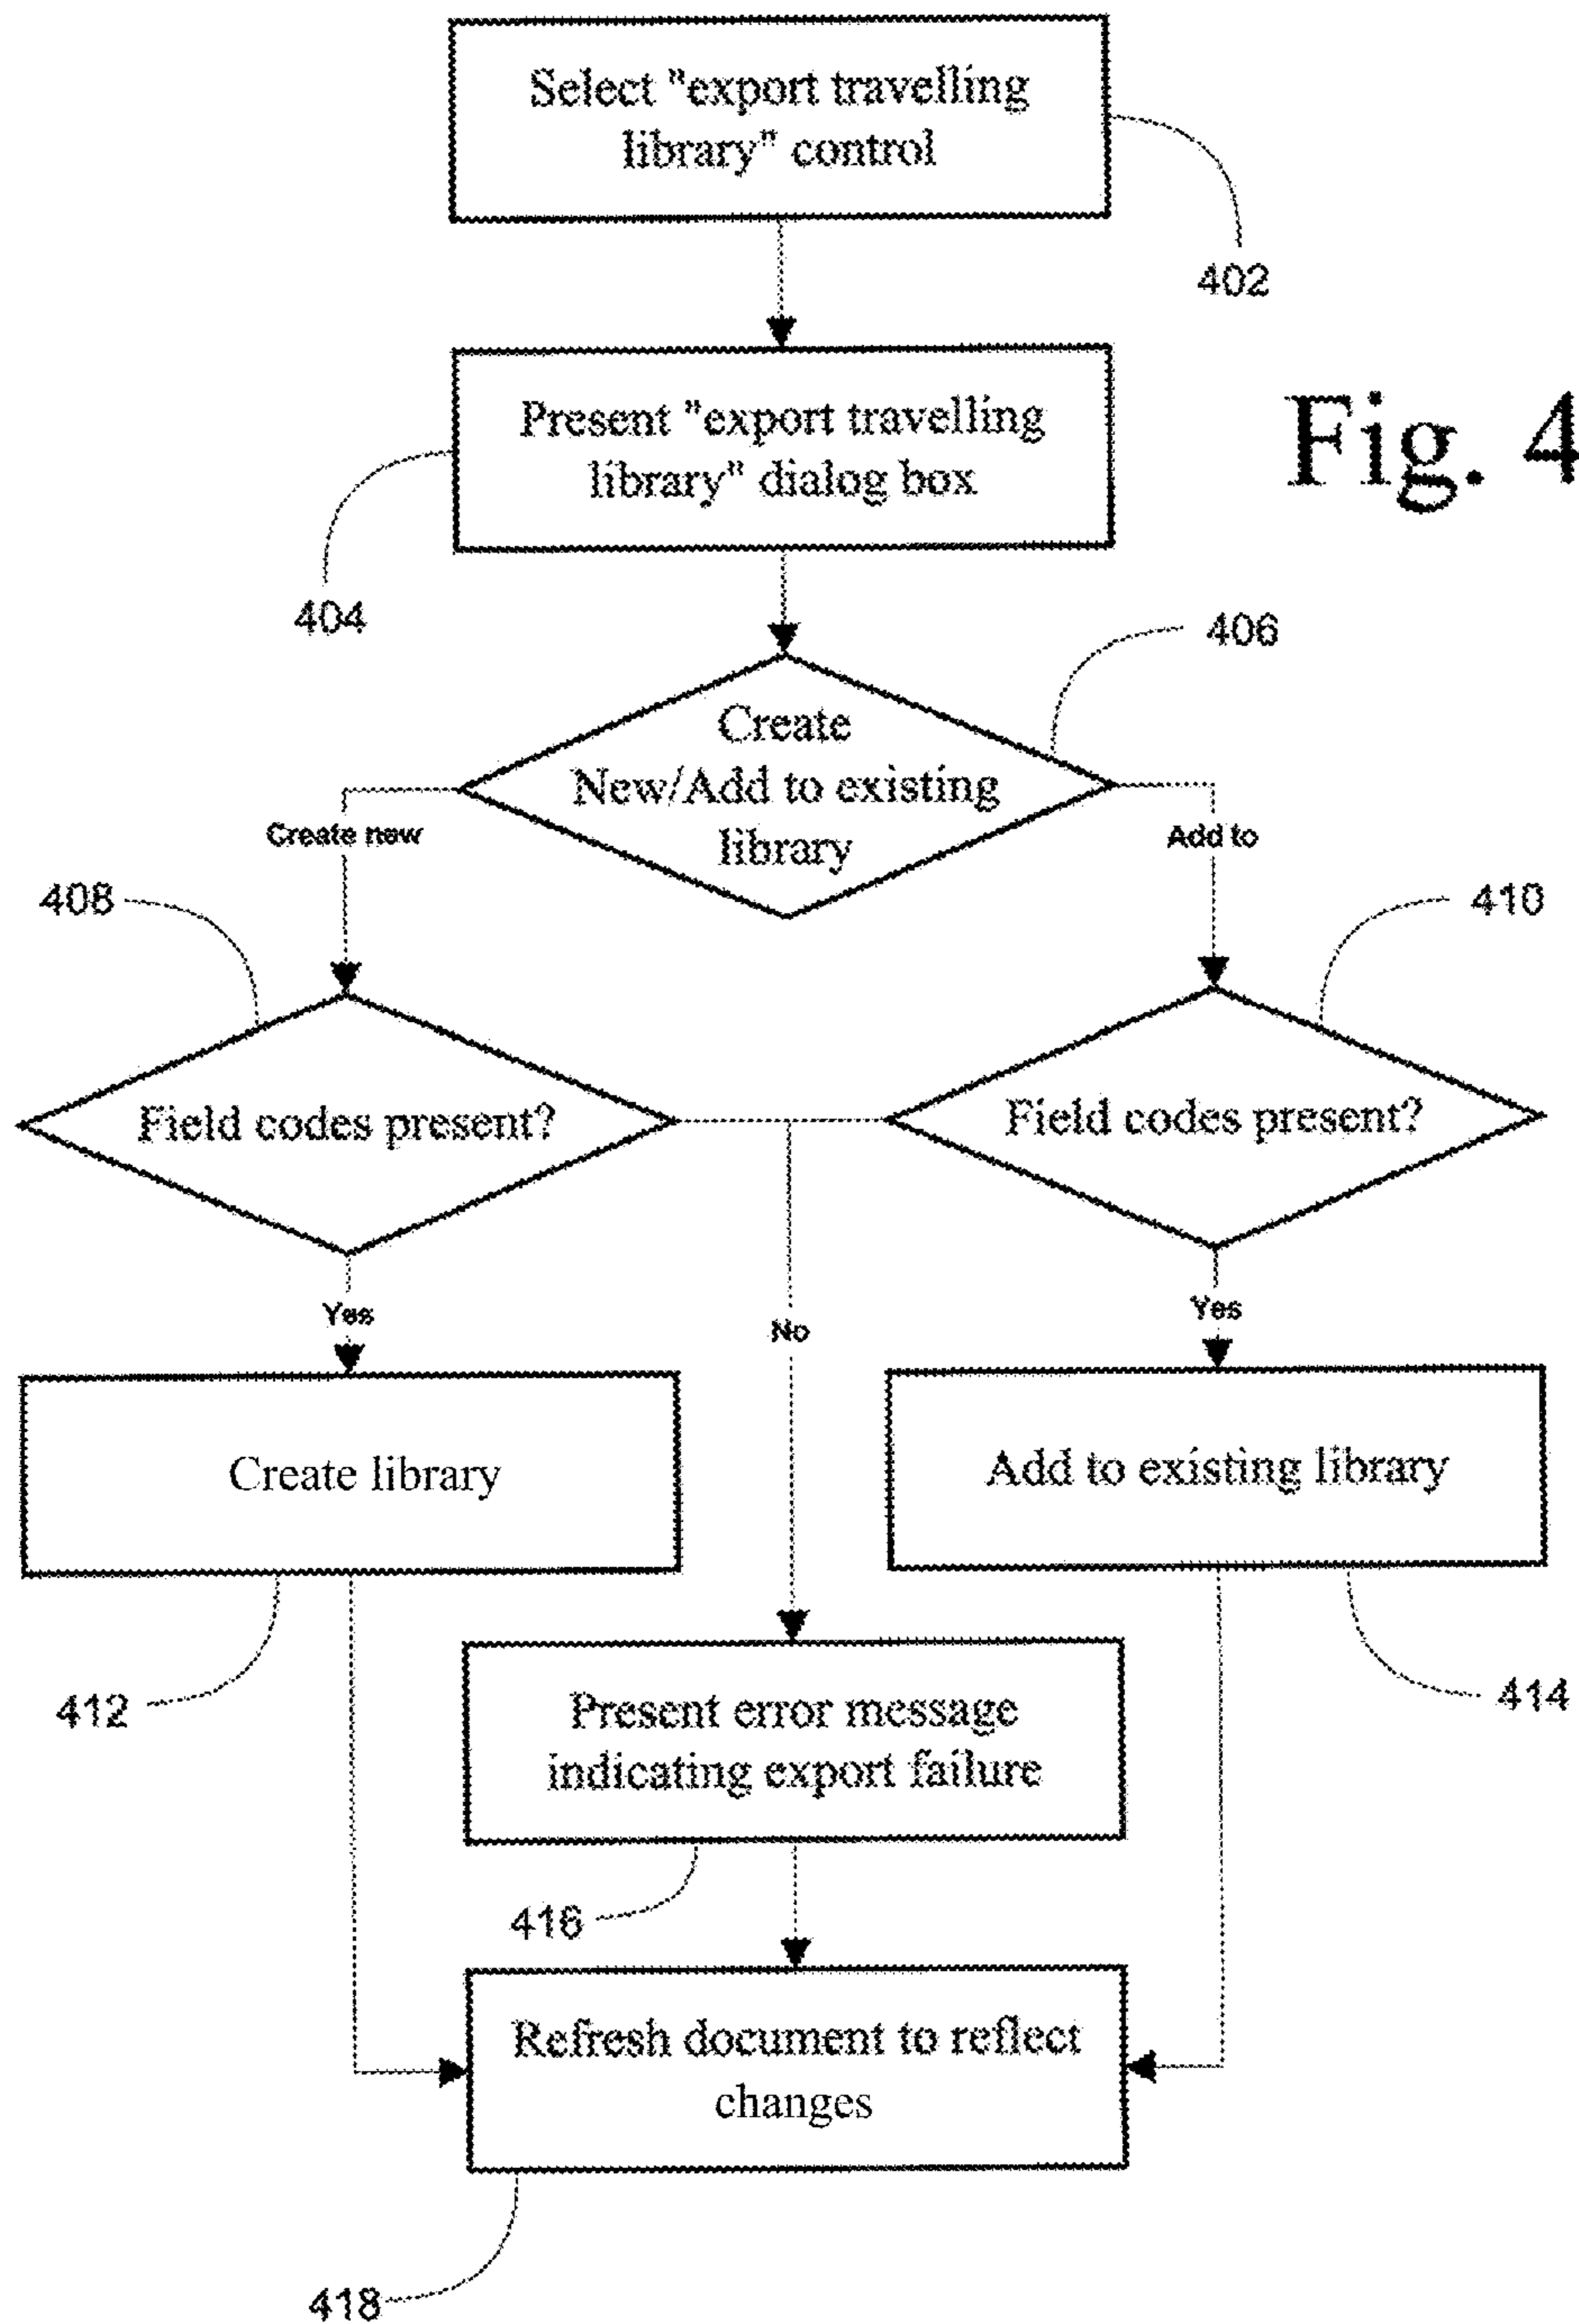 Select "export travelling
library" control
402
Present "export travelling
library" dialog box
Fig. 4
404
406
Create
New/Add to existing
library
Create new
Add to
408
410
Field codes present?
Field codes present?
Yes
No
Yes
Create library
Add to existing library
412
414
Present error message
indicating export failure
416
Refresh document to reflect
changes
418